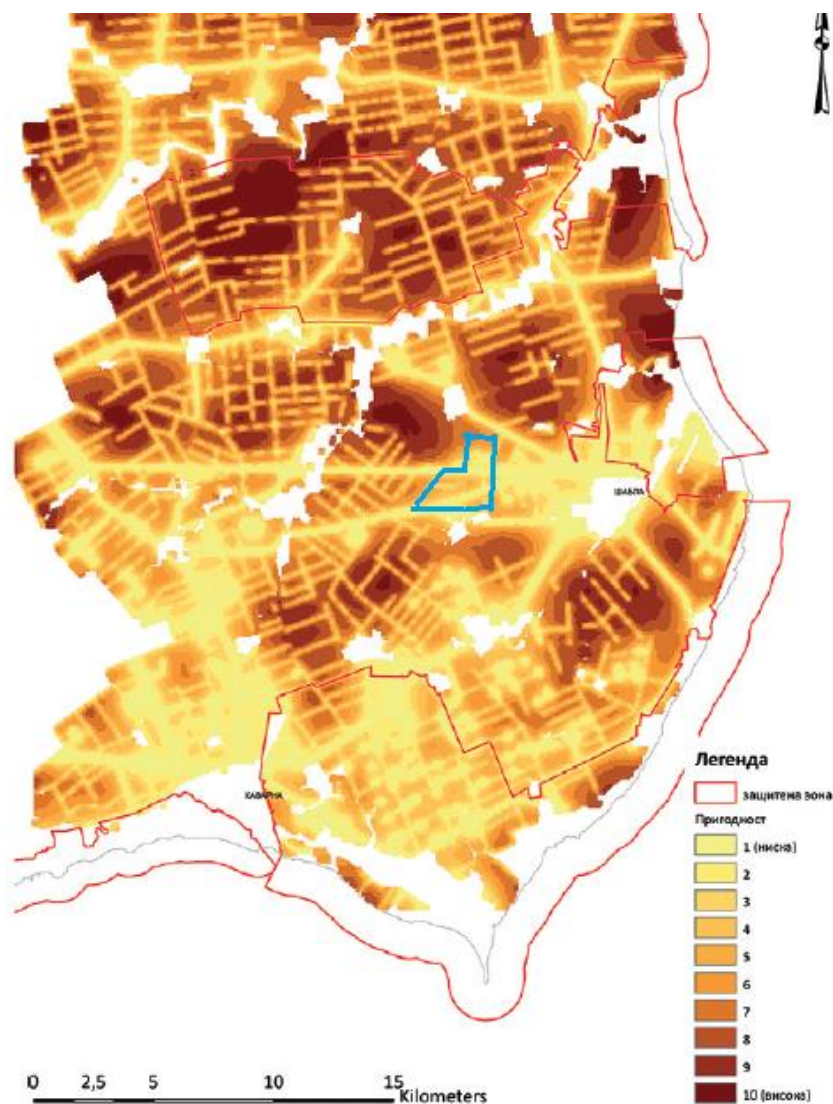 ШАБЛА
КАВАРНА
Легенда
защитена зона
Пригодност
1 (ниска)
2
3
4
5
6
7
8
9
10 (висока)
0 2,5 5 10 15
Kilometers